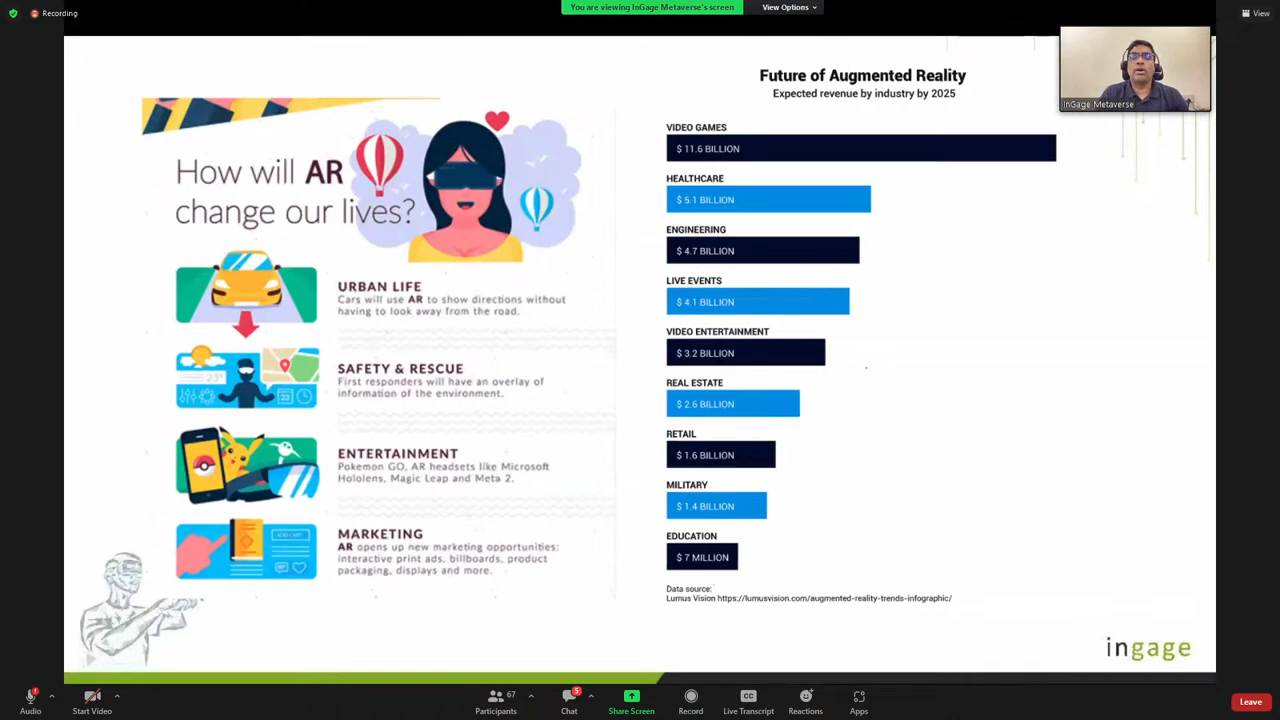 Recording
You are viewing InGage Metaverse's screen
View Options
View
InGage Metaverse
How will AR
change our lives?
URBAN LIFE
Cars will use AR to show directions without
having to look away from the road.
23°
23
SAFETY & RESCUE
First responders will have an overlay of
information of the environment.
ENTERTAINMENT
Pokemon GO, AR headsets like Microsoft
Hololens, Magic Leap and Meta 2.
MARKETING
AR opens up new marketing opportunities:
interactive print ads, billboards, product
packaging, displays and more.
Future of Augmented Reality
Expected revenue by industry by 2025
VIDEO GAMES
$ 11.6 BILLION
HEALTHCARE
$ 5.1 BILLION
ENGINEERING
$ 4.7 BILLION
LIVE EVENTS
$ 4.1 BILLION
VIDEO ENTERTAINMENT
$ 3.2 BILLION
REAL ESTATE
$ 2.6 BILLION
RETAIL
$ 1.6 BILLION
MILITARY
$ 1.4 BILLION
EDUCATION
$ 7 MILLION
Data source:
Lumus Vision https://lumusvision.com/augmented-reality-trends-infographic/
ingage
Audio
Start Video
67
Participants
5
Chat
Share Screen
Record
CC
Live Transcript
Reactions
Apps
Leave